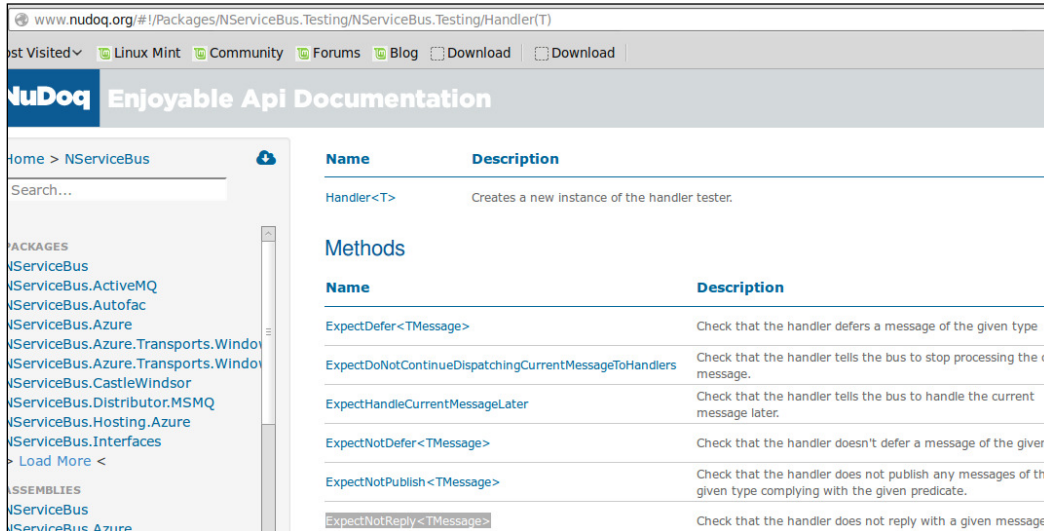 www.nudoq.org/#!/Packages/NServiceBus.Testing/NServiceBus.Testing/Handler(T)
ost Visited Linux Mint Community Forums Blog Download Download
NuDoq Enjoyable Api Documentation
Home > NServiceBus
Search...
PACKAGES
NServiceBus
NServiceBus.ActiveMQ
NServiceBus.Autofac
NServiceBus.Azure
NServiceBus.Azure.Transports.Windo
NServiceBus.Azure.Transports.Windo
NServiceBus.CastleWindsor
NServiceBus.Distributor.MSMQ
NServiceBus.Hosting.Azure
NServiceBus.Interfaces
> Load More <
ASSEMBLIES
NServiceBus
NServiceBus.Azure
Name Description
Handler<T> Creates a new instance of the handler tester.
Methods
Name Description
ExpectDefer<TMessage> Check that the handler defers a message of the given type
ExpectDoNotContinueDispatchingCurrentMessageToHandlers Check that the handler tells the bus to stop processing the c
message.
ExpectHandleCurrentMessageLater Check that the handler tells the bus to handle the current
message later.
ExpectNotDefer<TMessage> Check that the handler doesn't defer a message of the given
ExpectNotPublish<TMessage> Check that the handler does not publish any messages of th
given type complying with the given predicate.
ExpectNotReply<TMessage> Check that the handler does not reply with a given message